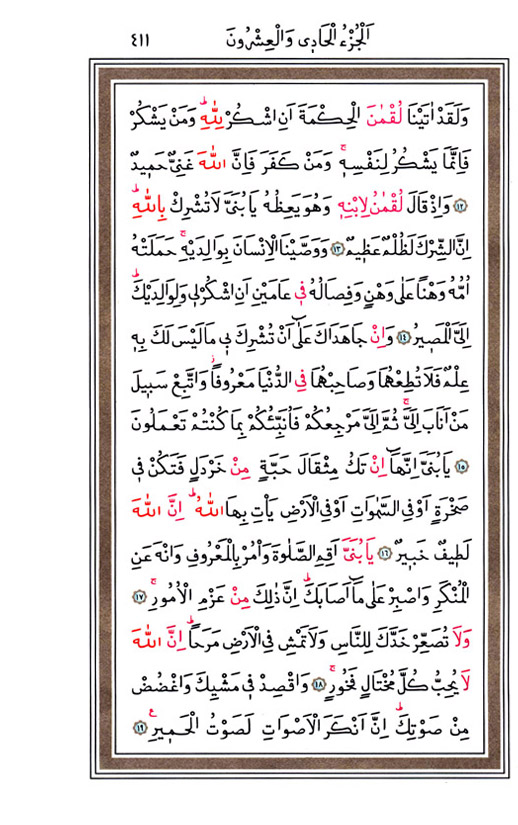 اَلْجُزْءُ الْحَادِى وَالْعِشْرُونَ
٤١١
وَلَقَدْ اٰتَيْنَا لُقْمٰنَ الْحِكْمَةَ اَنِ اشْكُرْ لِلّٰهِۜ وَمَنْ يَشْكُرْ
فَاِنَّمَا يَشْكُرُ لِنَفْسِه۪ۚ وَمَنْ كَفَرَ فَاِنَّ اللّٰهَ غَنِىٌّ حَم۪يدٌ
﴿١٢﴾ وَاِذْ قَالَ لُقْمٰنُ لِابْنِه۪ وَهُوَ يَعِظُهُ يَا بُنَىَّ لَا تُشْرِكْ بِاللّٰهِۜ
اِنَّ الشِّرْكَ لَظُلْمٌ عَظ۪يمٌ ﴿١٣﴾ وَوَصَّيْنَا الْاِنْسَانَ بِوَالِدَيْهِۚ حَمَلَتْهُ
اُمُّهُ وَهْنًا عَلٰى وَهْنٍ وَفِصَالُهُ ف۪ى عَامَيْنِ اَنِ اشْكُرْ ل۪ى وَلِوَالِدَيْكَۜ
اِلَىَّ الْمَص۪يرُ ﴿١٤﴾ وَاِنْ جَاهَدَاكَ عَلٰٓى اَنْ تُشْرِكَ ب۪ى مَا لَيْسَ لَكَ بِه۪
عِلْمٌ فَلَا تُطِعْهُمَا وَصَاحِبْهُمَا فِى الدُّنْيَا مَعْرُوفًاۘ وَاتَّبِعْ سَب۪يلَ
مَنْ اَنَابَ اِلَىَّۚ ثُمَّ اِلَىَّ مَرْجِعُكُمْ فَاُنَبِّئُكُمْ بِمَا كُنْتُمْ تَعْمَلُونَ
﴿١٥﴾ يَا بُنَىَّ اِنَّهَٓا اِنْ تَكُ مِثْقَالَ حَبَّةٍ مِنْ خَرْدَلٍ فَتَكُنْ ف۪ى
صَخْرَةٍ اَوْ فِى السَّمٰوَاتِ اَوْ فِى الْاَرْضِ يَأْتِ بِهَا اللّٰهُۜ اِنَّ اللّٰهَ
لَط۪يفٌ خَب۪يرٌ ﴿١٦﴾ يَا بُنَىَّ اَقِمِ الصَّلٰوةَ وَأْمُرْ بِالْمَعْرُوفِ وَانْهَ عَنِ
الْمُنْكَرِ وَاصْبِرْ عَلٰى مَٓا اَصَابَكَۜ اِنَّ ذٰلِكَ مِنْ عَزْمِ الْاُمُورِۚ ﴿١٧﴾
وَلَا تُصَعِّرْ خَدَّكَ لِلنَّاسِ وَلَا تَمْشِ فِى الْاَرْضِ مَرَحًاۜ اِنَّ اللّٰهَ
لَا يُحِبُّ كُلَّ مُخْتَالٍ فَخُورٍۚ ﴿١٨﴾ وَاقْصِدْ ف۪ى مَشْيِكَ وَاغْضُضْ
مِنْ صَوْتِكَۜ اِنَّ اَنْكَرَ الْاَصْوَاتِ لَصَوْتُ الْحَم۪يرِ۟ ﴿١٩﴾